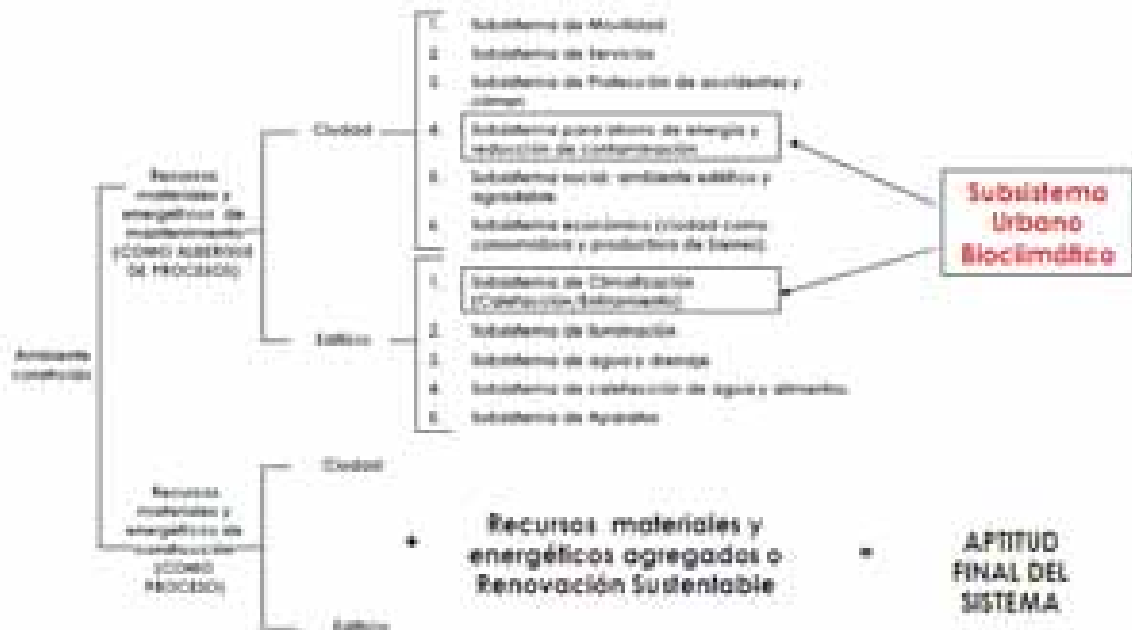 1. Subsistema de Movilidad
2. Subsistema de Servicios
3. Subsistema de Protección de accidentes y
crimen
Ciudad
4. Subsistema para ahorro de energía y
reducción de contaminación
5. Subsistema social: ambiente estético y
agradable
6. Subsistema económico (ciudad como
consumidora y productora de bienes)
Subsistema
Urbano
Bioclimático
Recursos
materiales y
energéticos de
mantenimiento
(COMO ALBERGUE
DE PROCESOS)
1. Subsistema de Climatización
(Calefacción/Enfriamiento)
Edificio
2. Subsistema de Iluminación
3. Subsistema de agua y drenaje
4. Subsistema de calefacción de agua y alimentos
5. Subsistema de Aparatos
Ambiente
construido
Ciudad
Recursos
materiales y
energéticos de
construcción
(COMO
PROCESO)
Edificio
Recursos materiales y
energéticos agregados o
Renovación Sustentable
APTITUD
FINAL DEL
SISTEMA